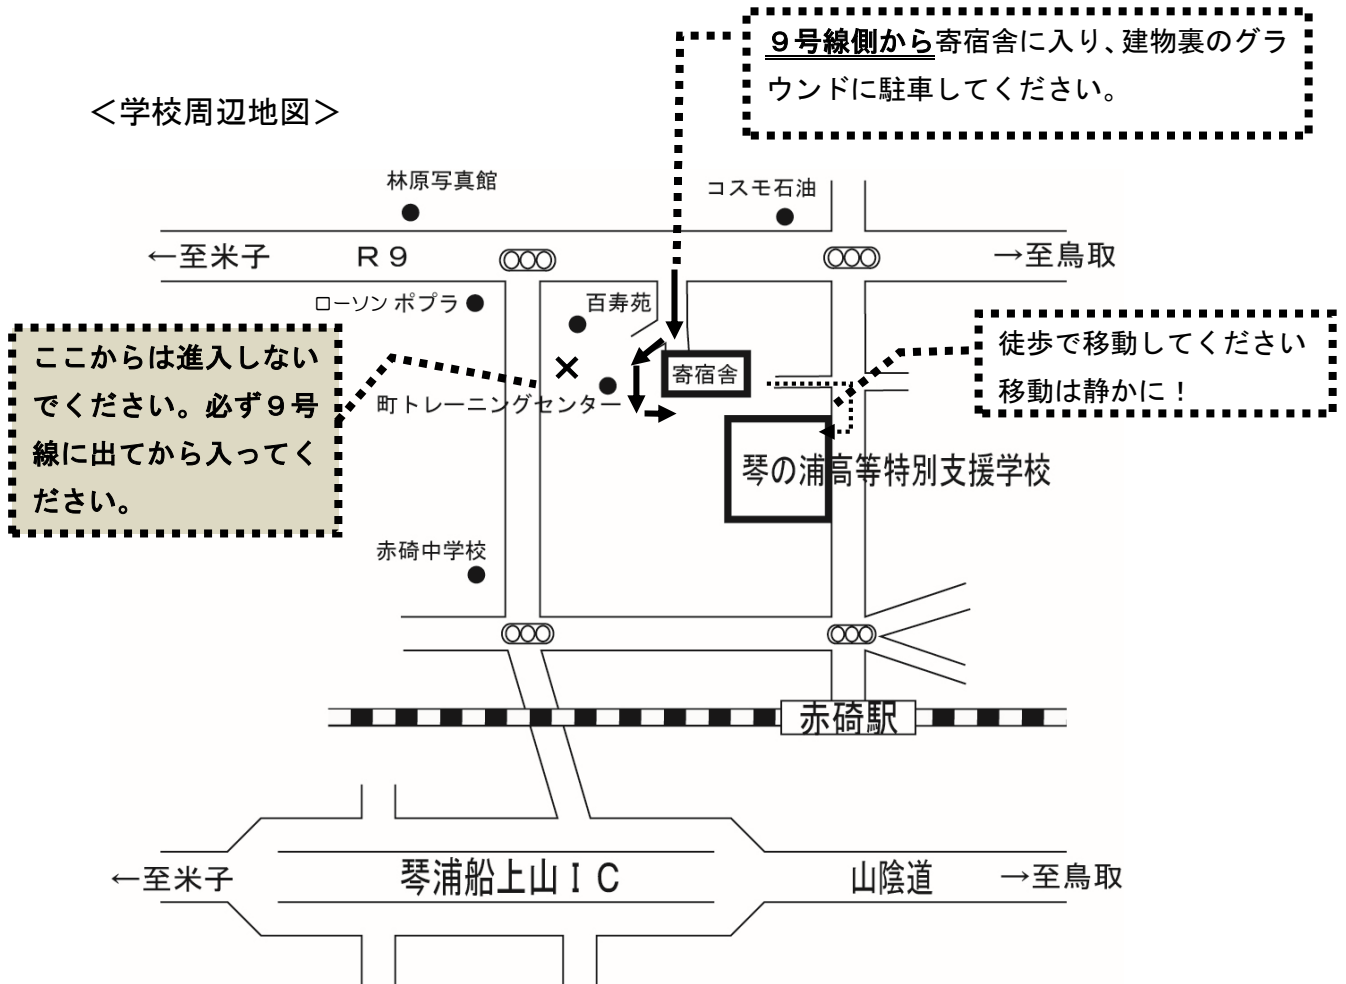 ９号線側から寄宿舎に入り、建物裏のグラ
ウンドに駐車してください。
＜学校周辺地図＞
林原写真館
コスモ石油
←至米子
Ｒ９
→至鳥取
ローソン ポプラ
百寿苑
ここからは進入しない
でください。必ず９号
線に出てから入ってく
ださい。
徒歩で移動してください
移動は静かに！
寄宿舎
町トレーニングセンター
琴の浦高等特別支援学校
赤碕中学校
赤碕駅
←至米子
琴浦船上山ＩＣ
山陰道
→至鳥取